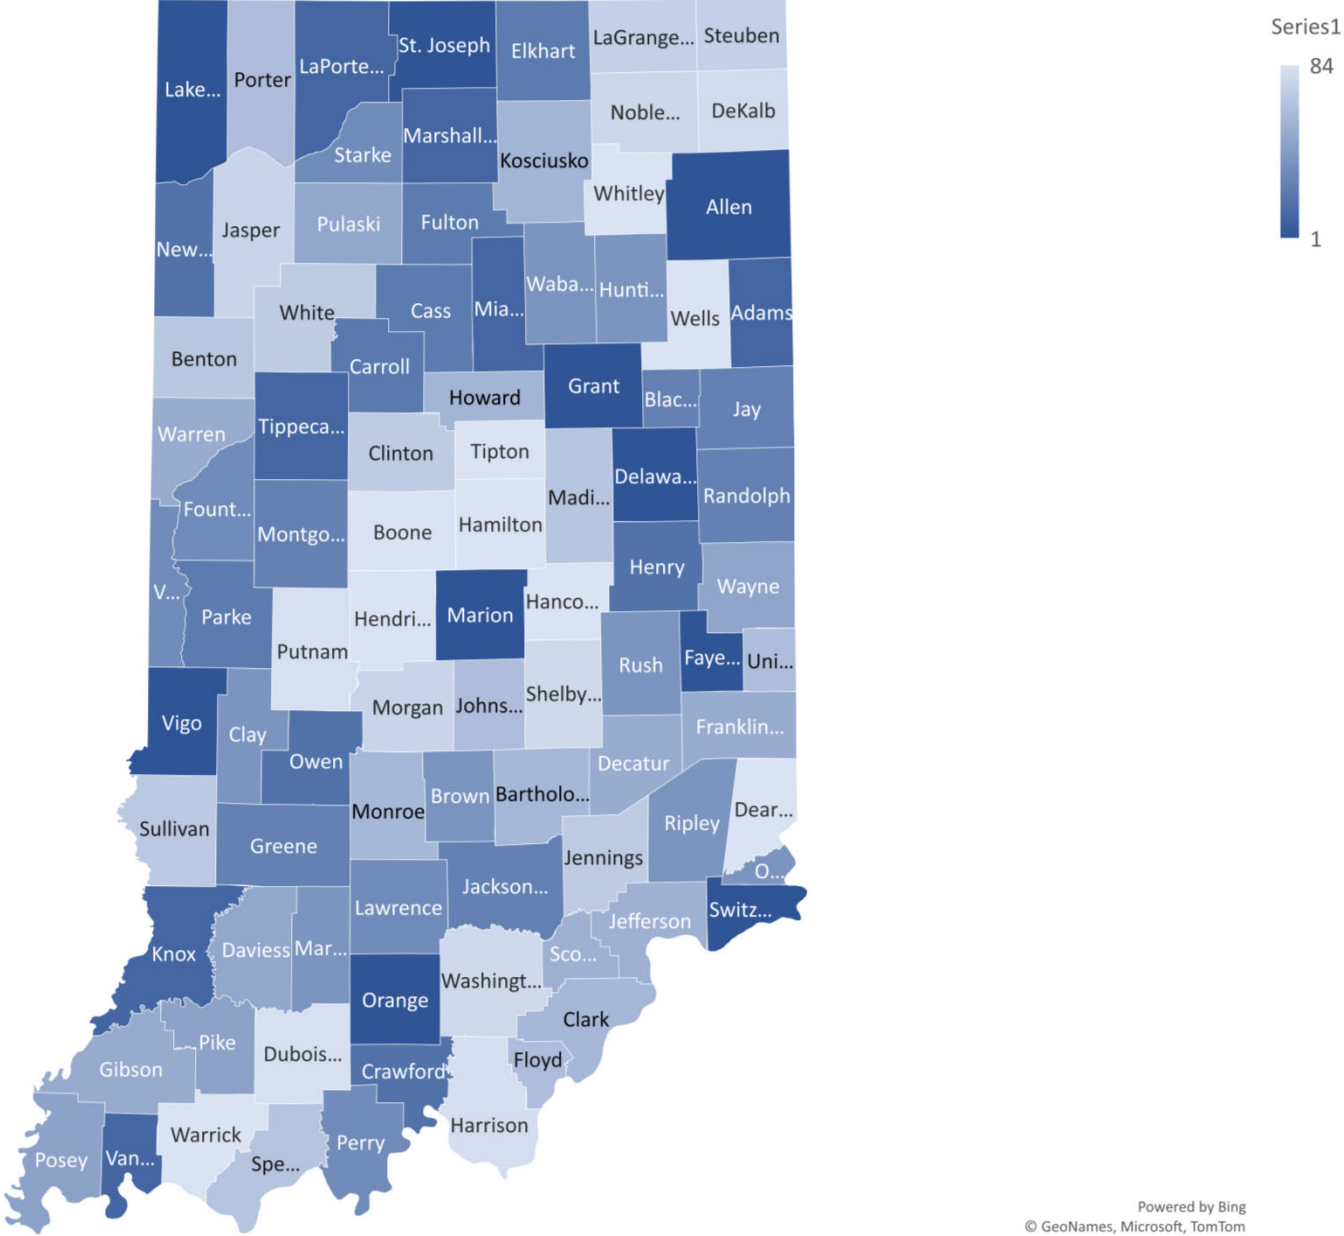 Series1
84
1
Lake...
Porter
LaPorte...
St. Joseph
Elkhart
LaGrange...
Steuben
Noble...
DeKalb
Starke
Marshall...
Kosciusko
Whitley
Allen
New...
Jasper
Pulaski
Fulton
Waba...
Hunti...
White
Cass
Mia...
Wells
Adams
Benton
Carroll
Howard
Grant
Blac...
Jay
Warren
Tippeca...
Clinton
Tipton
Madi...
Delawa...
Randolph
Fount...
Montgo...
Boone
Hamilton
Henry
Wayne
V...
Parke
Putnam
Hendri...
Marion
Hanco...
Rush
Faye...
Uni...
Vigo
Clay
Owen
Morgan
Johns...
Shelby...
Decatur
Franklin...
Sullivan
Greene
Monroe
Brown
Bartholo...
Jennings
Ripley
Dear...
O...
Knox
Daviess
Mar...
Lawrence
Jackson...
Jefferson
Switz...
Orange
Washingt...
Sco...
Clark
Gibson
Pike
Dubois...
Crawford
Floyd
Harrison
Posey
Van...
Warrick
Spe...
Perry
Powered by Bing
© GeoNames, Microsoft, TomTom